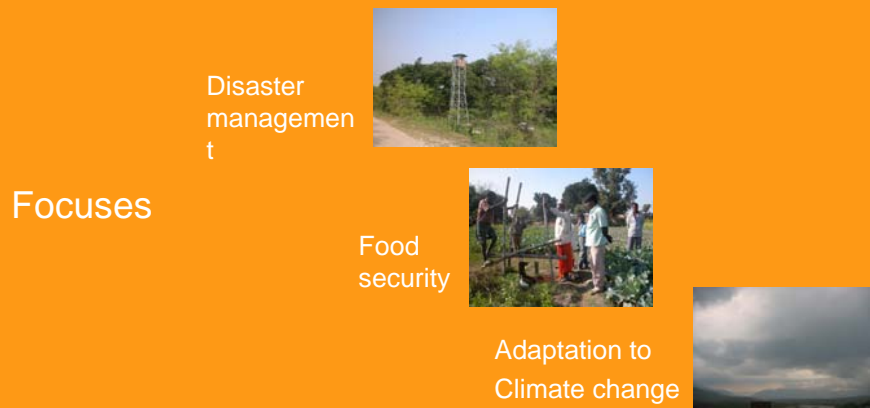 Disaster
managemen
t
Focuses
Food
security
Adaptation to
Climate change